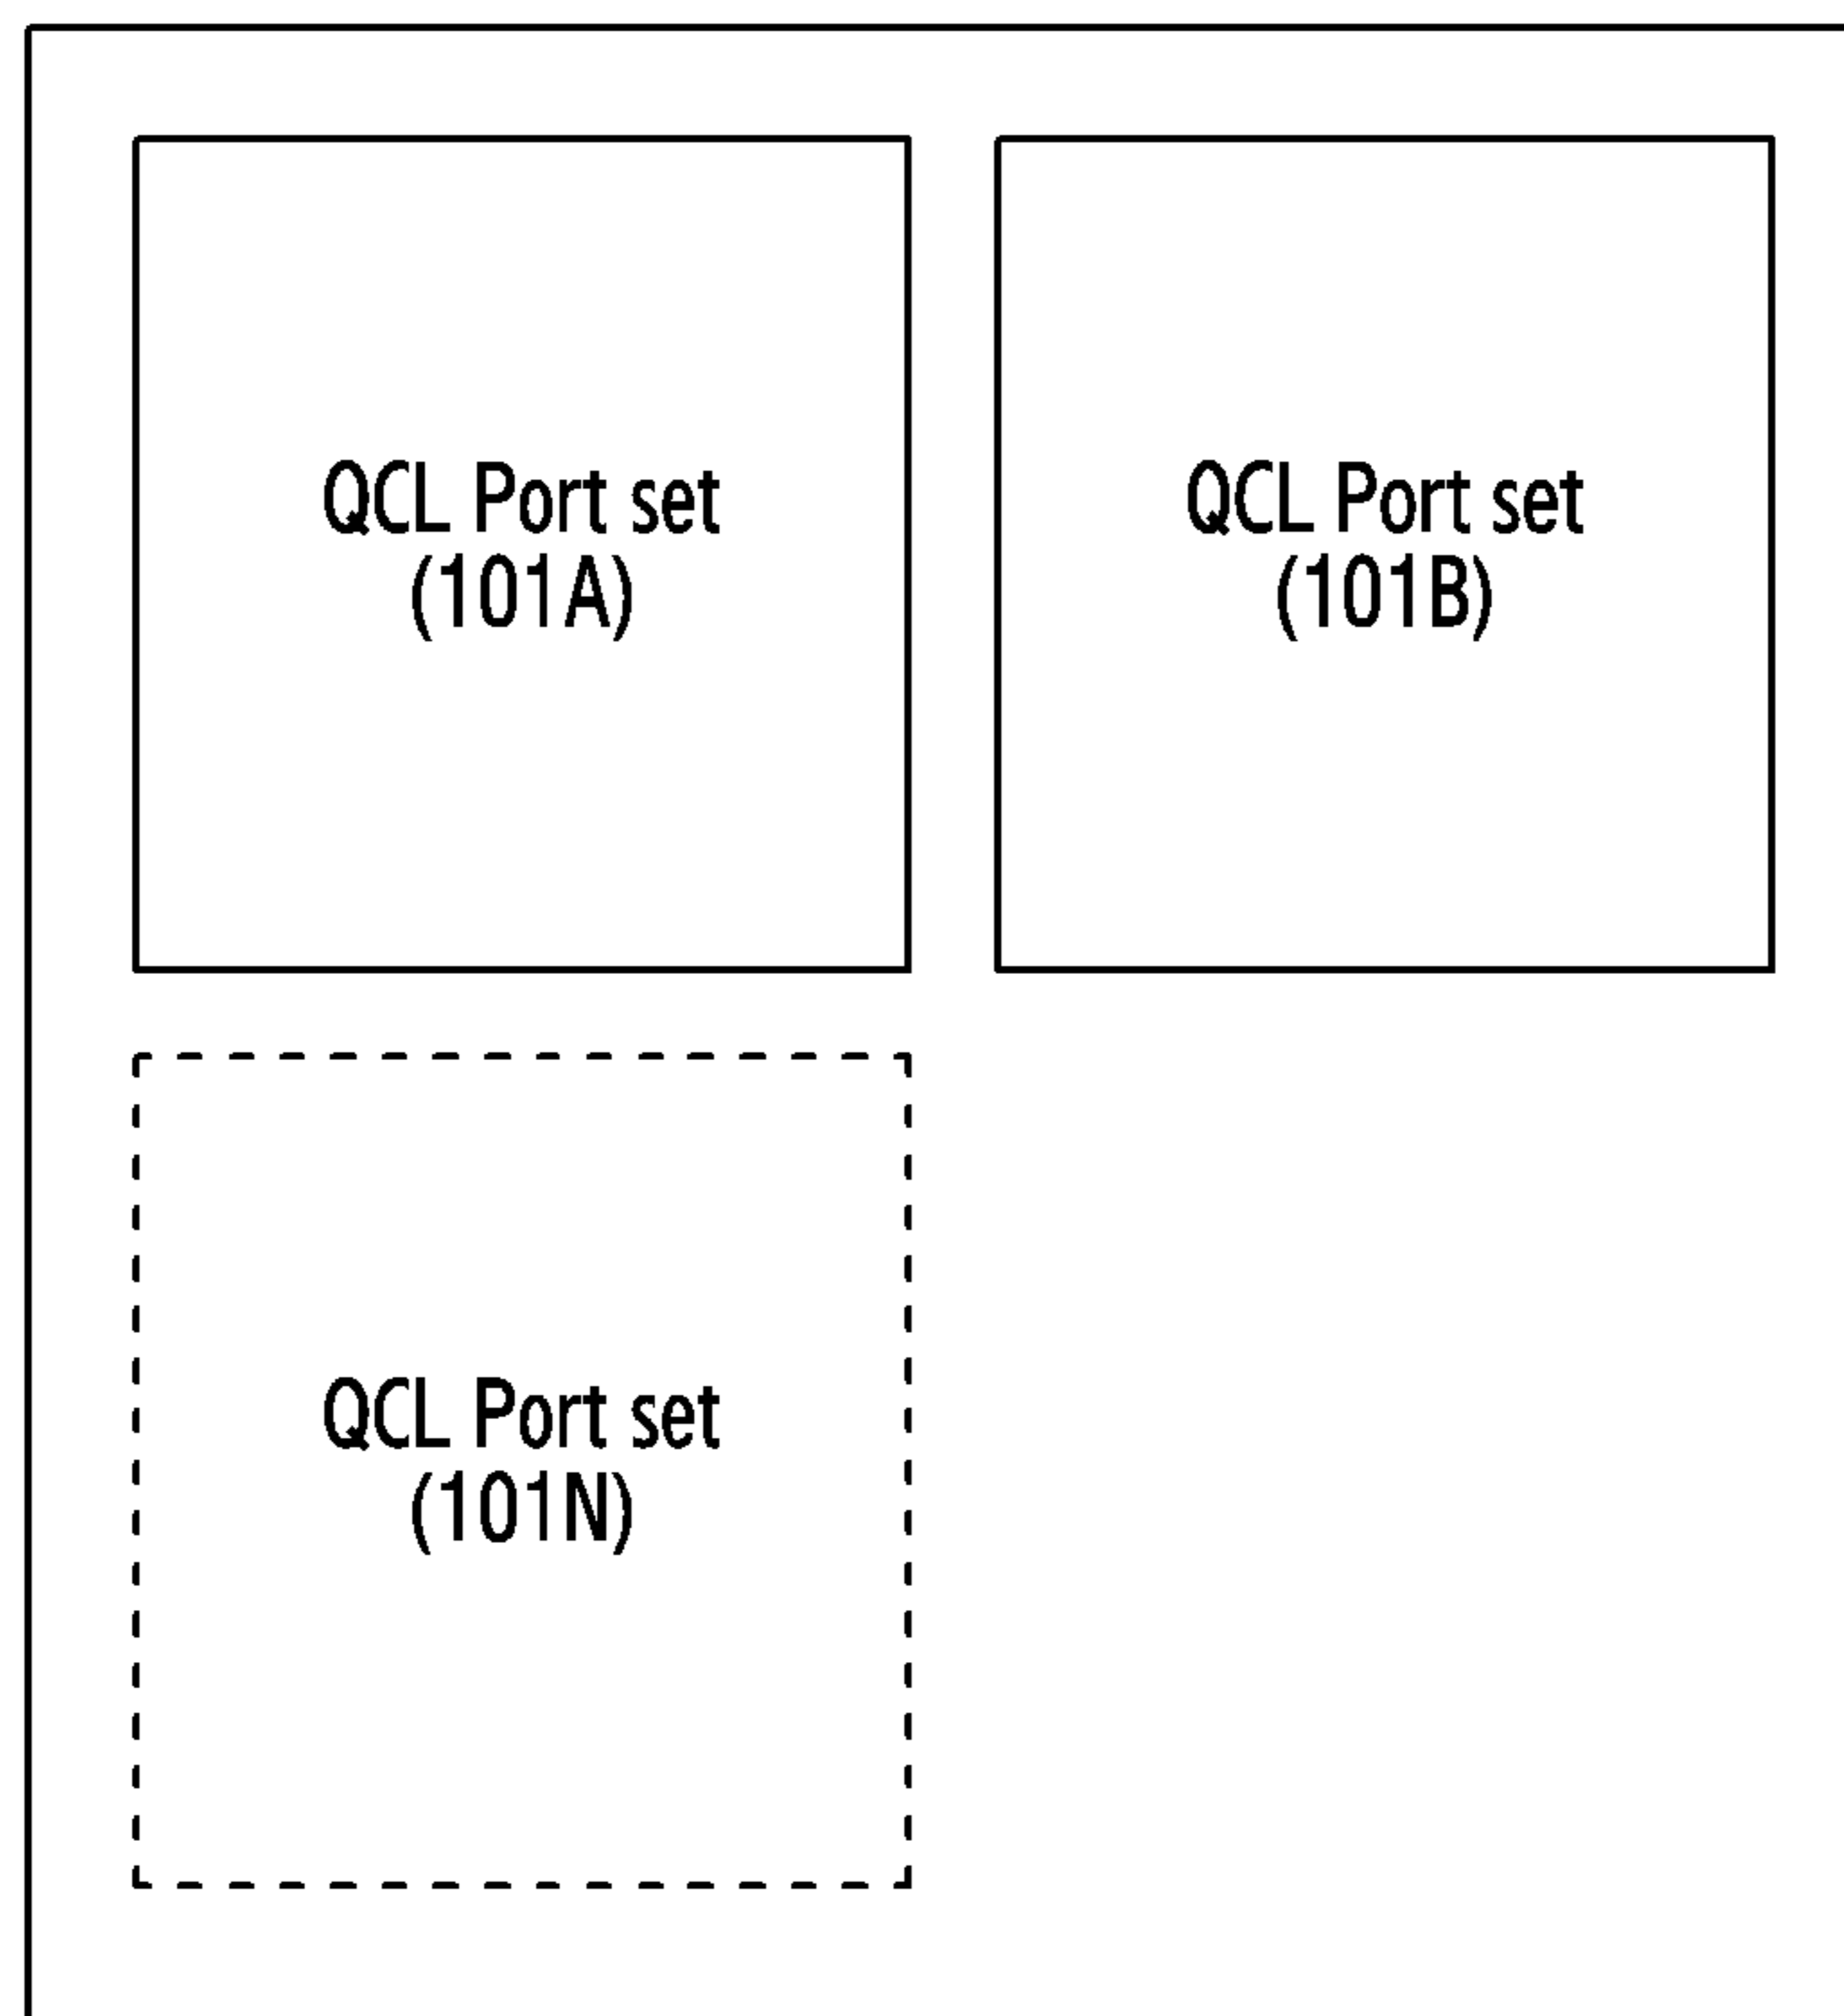 QCL Port set
(101A)
QCL Port set
(101B)
QCL Port set
(101N)